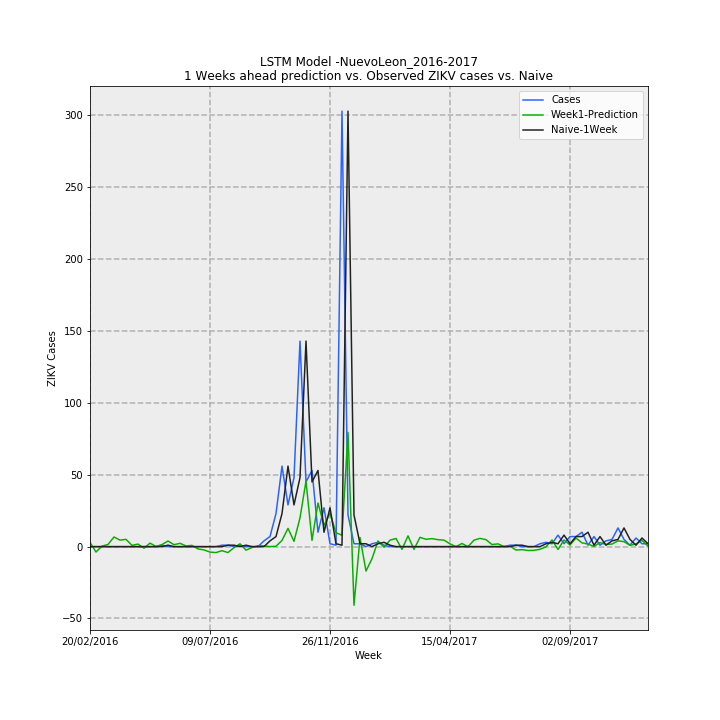 LSTM Model -NuevoLeon_2016-2017
1 Weeks ahead prediction vs. Observed ZIKV cases vs. Naive
Cases
Week1-Prediction
Naive-1Week
300
250
200
150
100
50
0
−50
ZIKV Cases
20/02/2016 09/07/2016 26/11/2016 15/04/2017 02/09/2017
Week